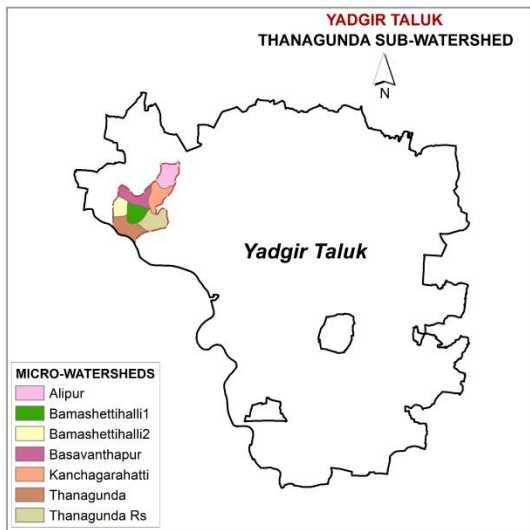 YADGIR TALUK
THANAGUNDA SUB-WATERSHED
N
Yadgir Taluk
MICRO-WATERSHEDS
Alipur
Bamashettihalli1
Bamashettihalli2
Basavanthapur
Kanchagarahatti
Thanagunda
Thanagunda Rs